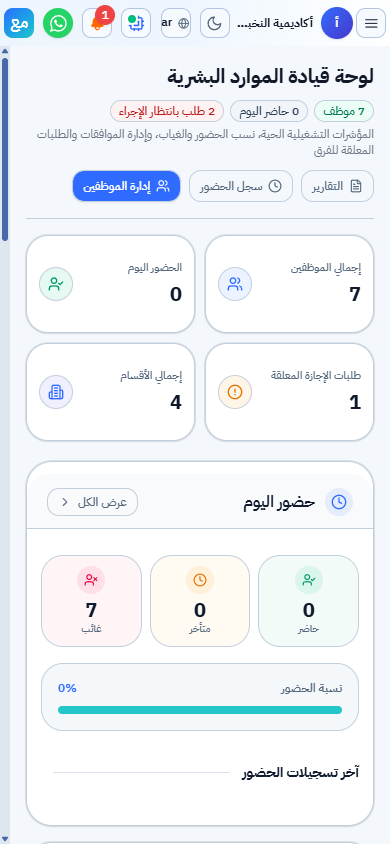 أ
أكاديمية النخبـ...
ar
1
مع
لوحة قيادة الموارد البشرية
7 موظف
0 حاضر اليوم
2 طلب بانتظار الإجراء
المؤشرات التشغيلية الحية، نسب الحضور والغياب، وإدارة الموافقات والطلبات
المعلقة للفرق
التقارير
سجل الحضور
إدارة الموظفين
إجمالي الموظفين
7
الحضور اليوم
0
طلبات الإجازة المعلقة
1
إجمالي الأقسام
4
حضور اليوم
عرض الكل
0
حاضر
0
متأخر
7
غائب
نسبة الحضور
0%
آخر تسجيلات الحضور